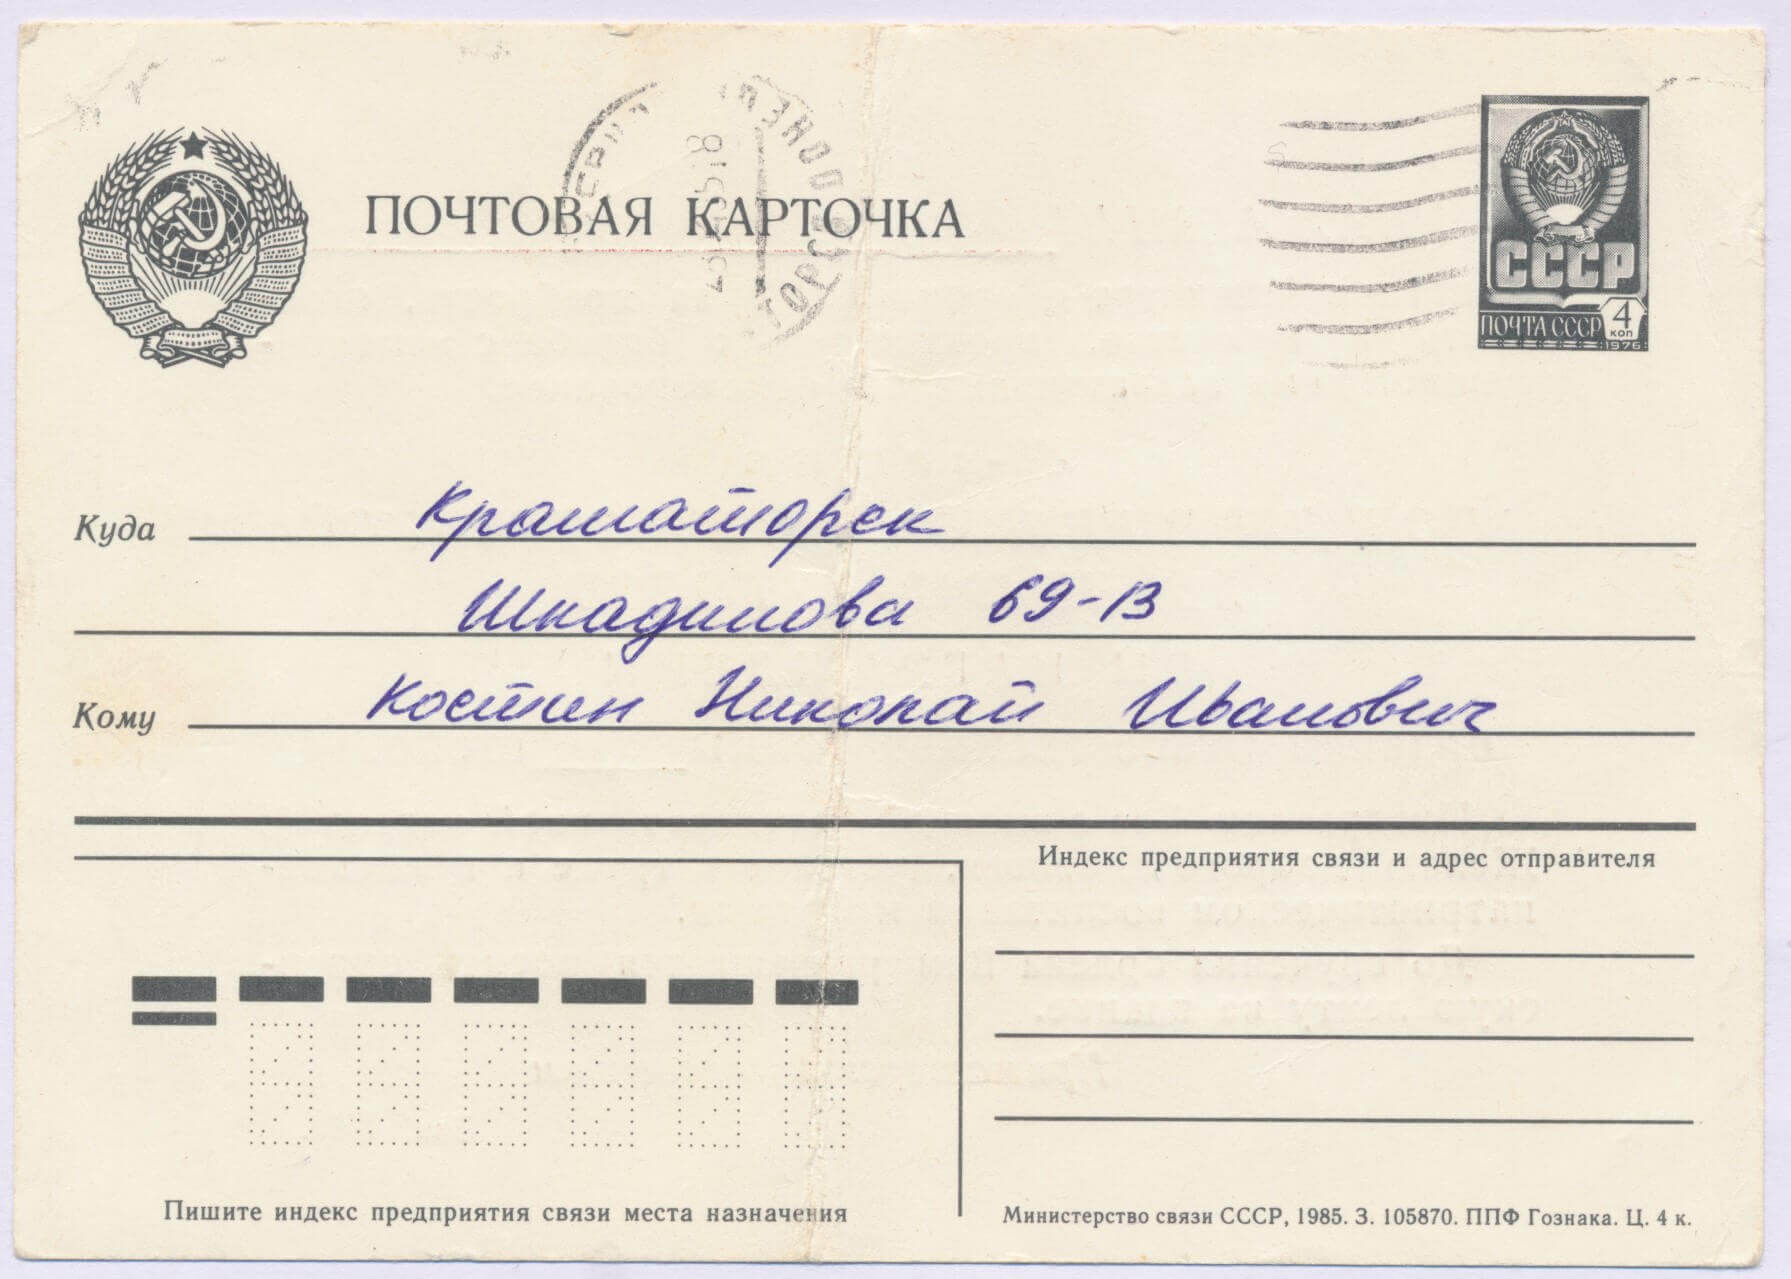 ПОЧТОВАЯ КАРТОЧКА
СССР
ПОЧТА СССР 4 КОП
1976
Куда Краматорск
Шкадинова 69-13
Кому Костин Николай Иванович
Индекс предприятия связи и адрес отправителя
Пишите индекс предприятия связи места назначения
Министерство связи СССР, 1985. З. 105870. ППФ Гознака. Ц. 4 к.